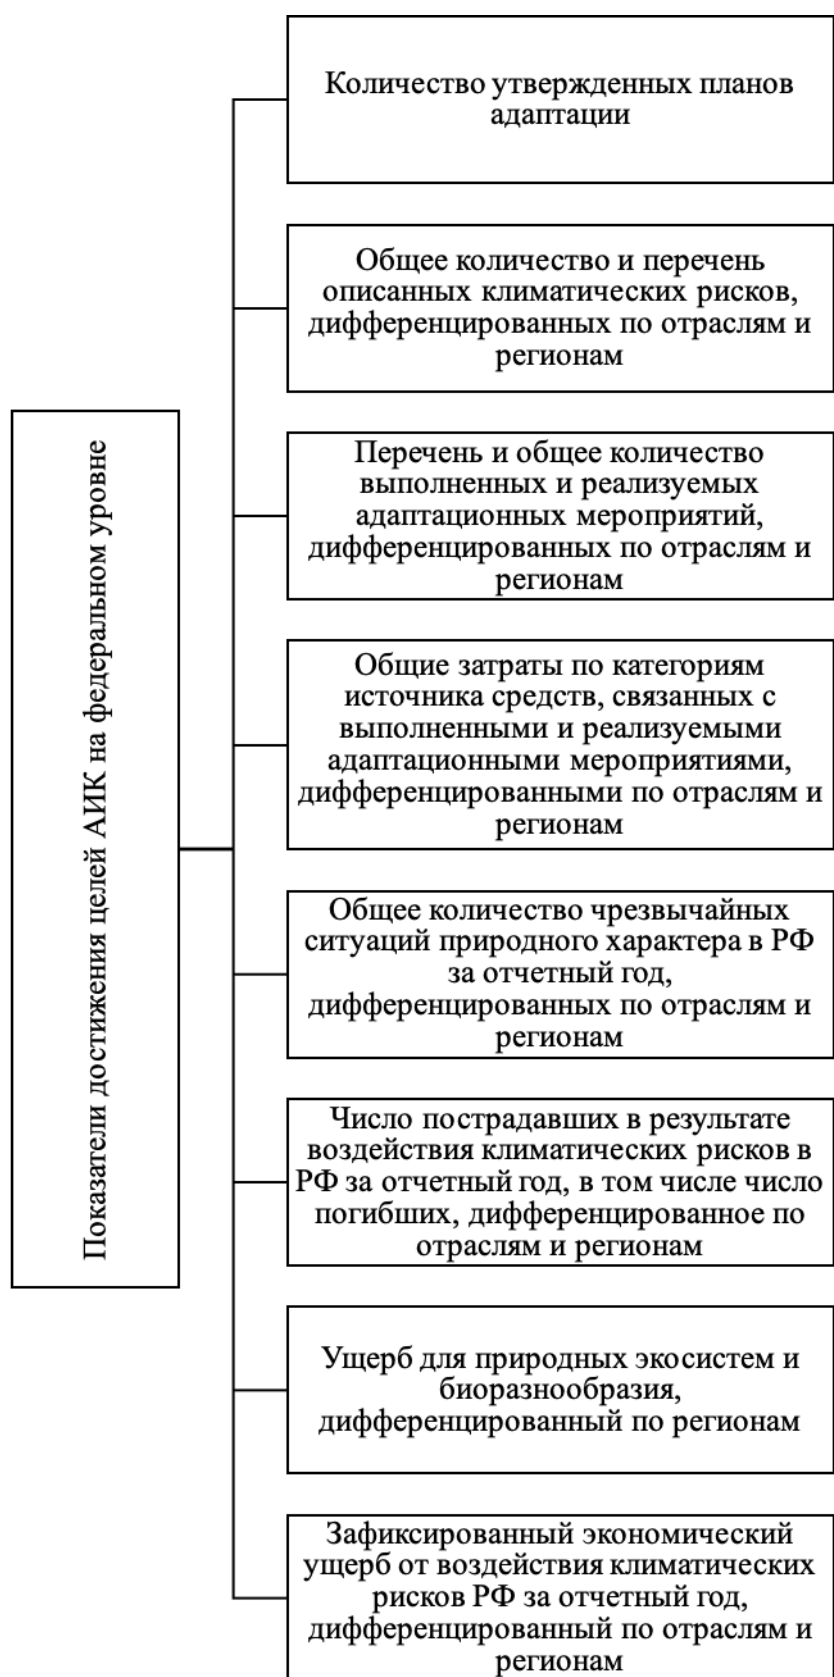 Показатели достижения целей АИК на федеральном уровне
Количество утвержденных планов
адаптации
Общее количество и перечень
описанных климатических рисков,
дифференцированных по отраслям и
регионам
Перечень и общее количество
выполненных и реализуемых
адаптационных мероприятий,
дифференцированных по отраслям и
регионам
Общие затраты по категориям
источника средств, связанных с
выполненными и реализуемыми
адаптационными мероприятиями,
дифференцированными по отраслям и
регионам
Общее количество чрезвычайных
ситуаций природного характера в РФ
за отчетный год,
дифференцированных по отраслям и
регионам
Число пострадавших в результате
воздействия климатических рисков в
РФ за отчетный год, в том числе число
погибших, дифференцированное по
отраслям и регионам
Ущерб для природных экосистем и
биоразнообразия,
дифференцированный по регионам
Зафиксированный экономический
ущерб от воздействия климатических
рисков РФ за отчетный год,
дифференцированный по отраслям и
регионам